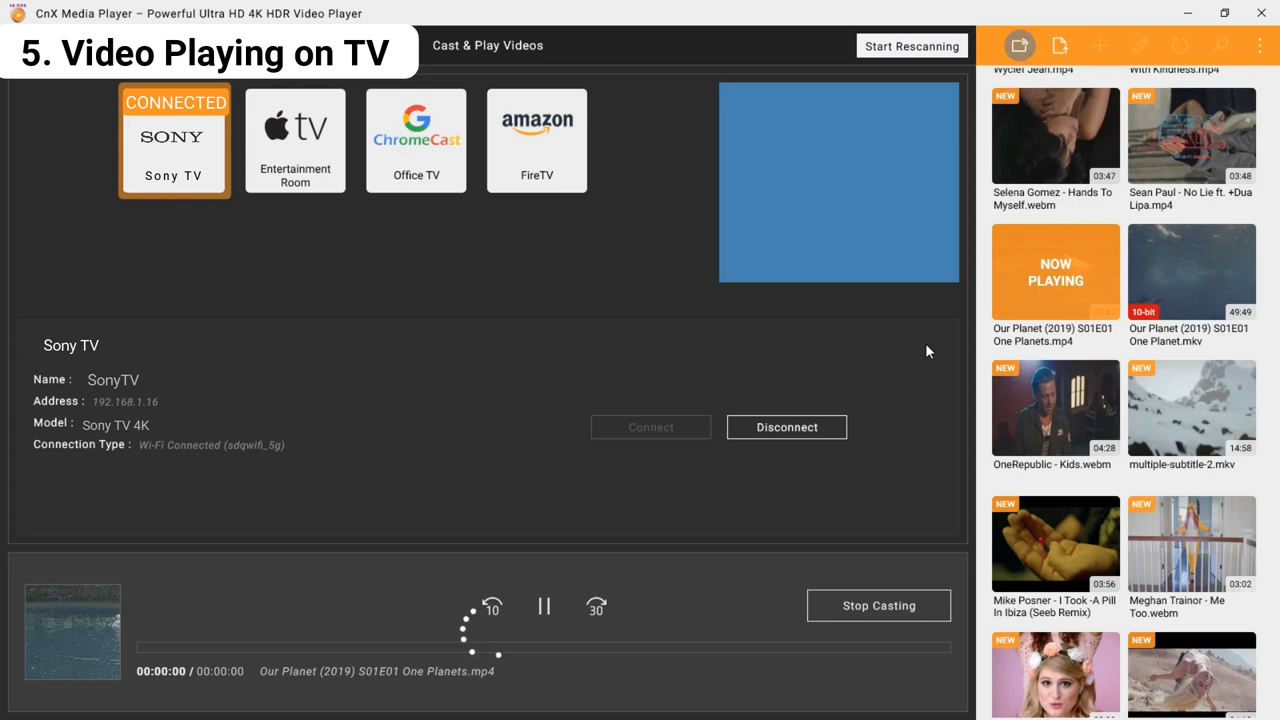 CnX Media Player – Powerful Ultra HD 4K HDR Video Player
5. Video Playing on TV
Cast & Play Videos
Start Rescanning
CONNECTED
SONY
Sony TV
tv
Entertainment
Room
G
ChromeCast
Office TV
amazon
FireTV
Sony TV
Name : SonyTV
Address : 192.168.1.16
Model : Sony TV 4K
Connection Type : Wi-Fi Connected (sdqwifi_5g)
Connect
Disconnect
10
30
Stop Casting
00:00:00 / 00:00:00 Our Planet (2019) S01E01 One Planets.mp4
Wyclef Jean.mp4
With Kindness.mp4
NEW
03:47
Selena Gomez - Hands To
Myself.webm
NEW
03:48
Sean Paul - No Lie ft. +Dua
Lipa.mp4
NOW
PLAYING
Our Planet (2019) S01E01
One Planets.mp4
10-bit
49:49
Our Planet (2019) S01E01
One Planet.mkv
NEW
04:28
OneRepublic - Kids.webm
NEW
14:58
multiple-subtitle-2.mkv
NEW
03:56
Mike Posner - I Took -A Pill
In Ibiza (Seeb Remix)
NEW
03:02
Meghan Trainor - Me
Too.webm
NEW
NEW